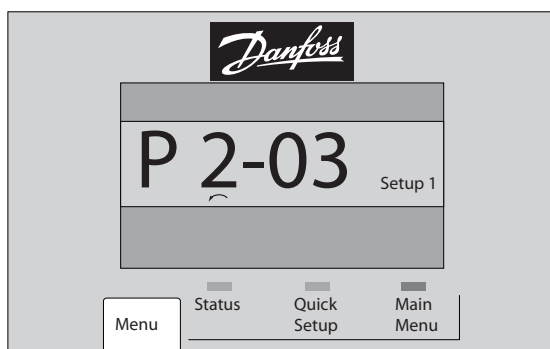 Danfoss
P 2-03 Setup 1
Menu
Status
Quick
Setup
Main
Menu